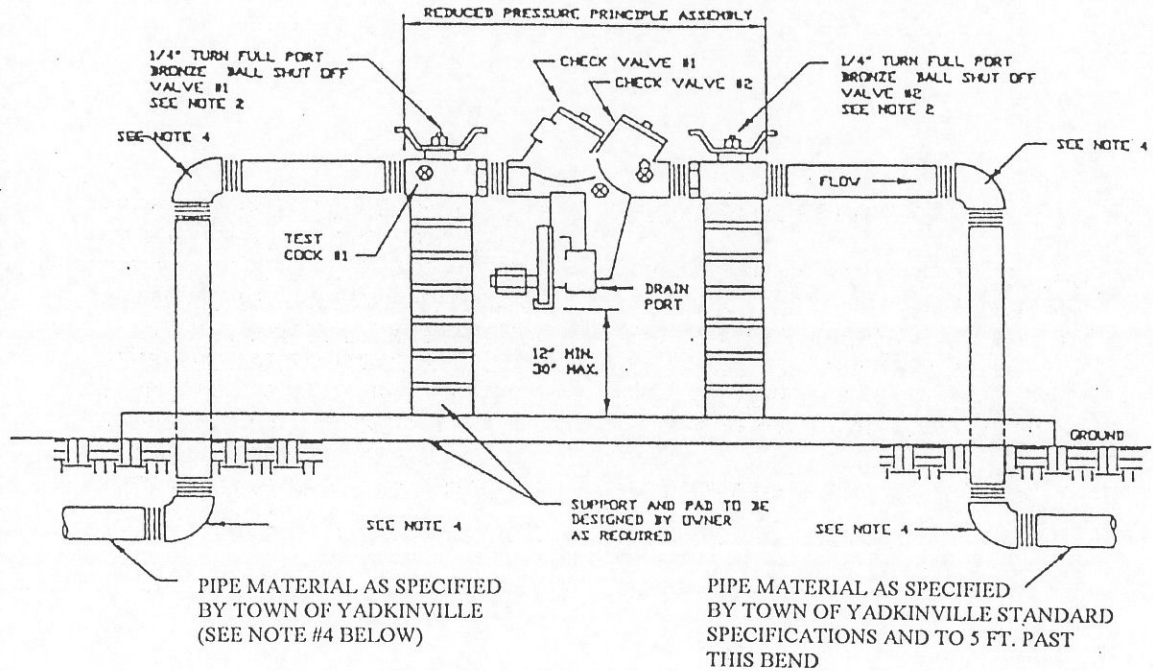 REDUCED PRESSURE PRINCIPLE ASSEMBLY
1/4" TURN FULL PORT
BRONZE BALL SHUT OFF
VALVE #1
SEE NOTE 2
CHECK VALVE #1
CHECK VALVE #2
1/4" TURN FULL PORT
BRONZE BALL SHUT OFF
VALVE #2
SEE NOTE 2
SEE NOTE 4
SEE NOTE 4
FLOW
TEST
COCK #1
DRAIN
PORT
12" MIN.
30" MAX.
GROUND
SUPPORT AND PAD TO BE
DESIGNED BY OWNER
AS REQUIRED
SEE NOTE 4
SEE NOTE 4
PIPE MATERIAL AS SPECIFIED
BY TOWN OF YADKINVILLE
(SEE NOTE #4 BELOW)
PIPE MATERIAL AS SPECIFIED
BY TOWN OF YADKINVILLE STANDARD
SPECIFICATIONS AND TO 5 FT. PAST
THIS BEND